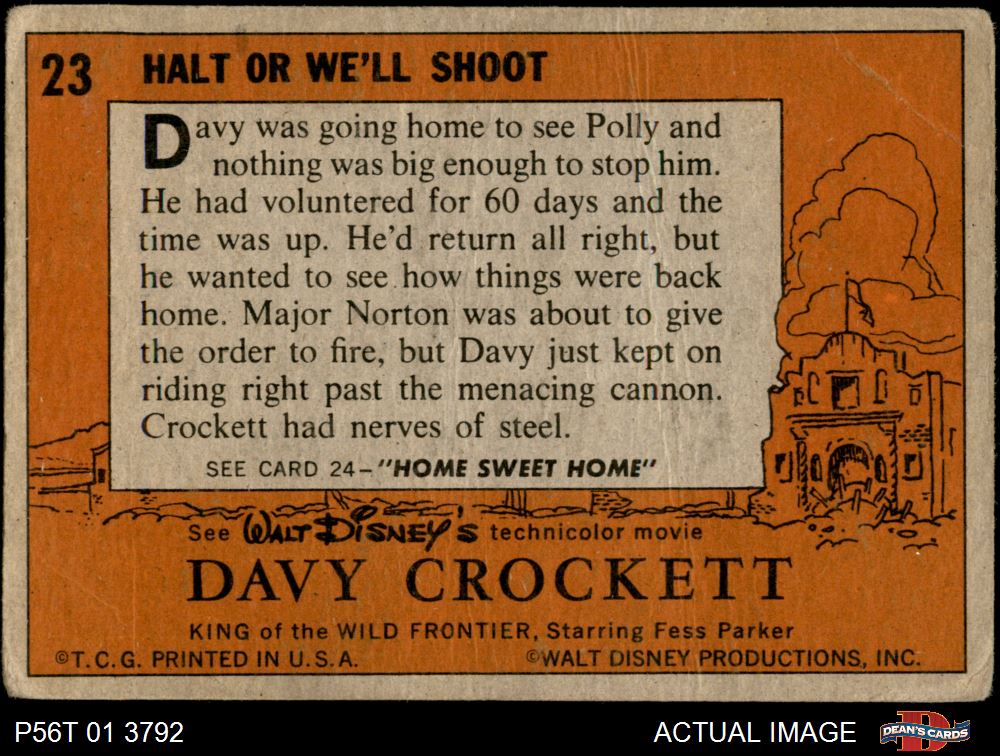 23 HALT OR WE'LL SHOOT
Davy was going home to see Polly and
nothing was big enough to stop him.
He had voluntered for 60 days and the
time was up. He'd return all right, but
he wanted to see how things were back
home. Major Norton was about to give
the order to fire, but Davy just kept on
riding right past the menacing cannon.
Crockett had nerves of steel.
SEE CARD 24-"HOME SWEET HOME"
See WALT DISNEY'S technicolor movie
DAVY CROCKETT
KING of the WILD FRONTIER, Starring Fess Parker
©T.C.G. PRINTED IN U.S.A. ©WALT DISNEY PRODUCTIONS, INC.
P56T 01 3792 ACTUAL IMAGE DEAN'S CARDS